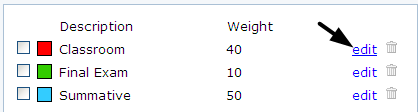 Description Weight
Classroom 40 edit
Final Exam 10 edit
Summative 50 edit